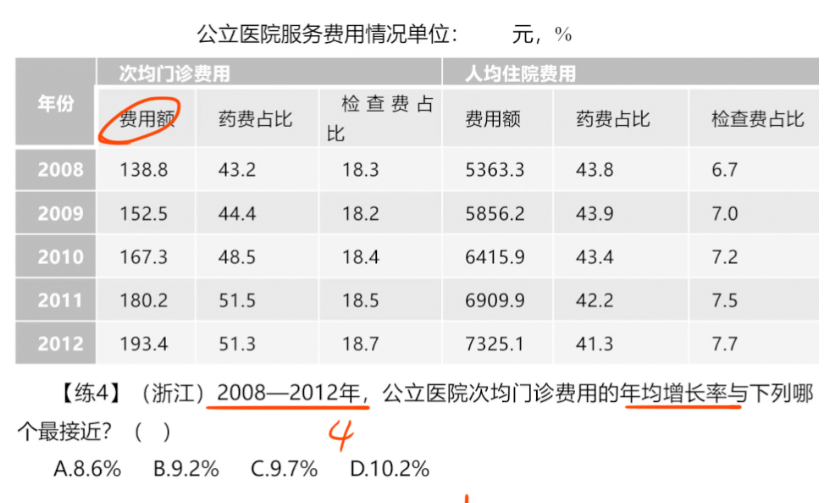 公立医院服务费用情况单位： 元，%
年份 次均门诊费用 人均住院费用
费用额 药费占比 检查费占比 费用额 药费占比 检查费占比
2008 138.8 43.2 18.3 5363.3 43.8 6.7
2009 152.5 44.4 18.2 5856.2 43.9 7.0
2010 167.3 48.5 18.4 6415.9 43.4 7.2
2011 180.2 51.5 18.5 6909.9 42.2 7.5
2012 193.4 51.3 18.7 7325.1 41.3 7.7
【练4】（浙江）2008—2012年，公立医院次均门诊费用的年均增长率与下列哪
个最接近？（ ）
4
A.8.6% B.9.2% C.9.7% D.10.2%